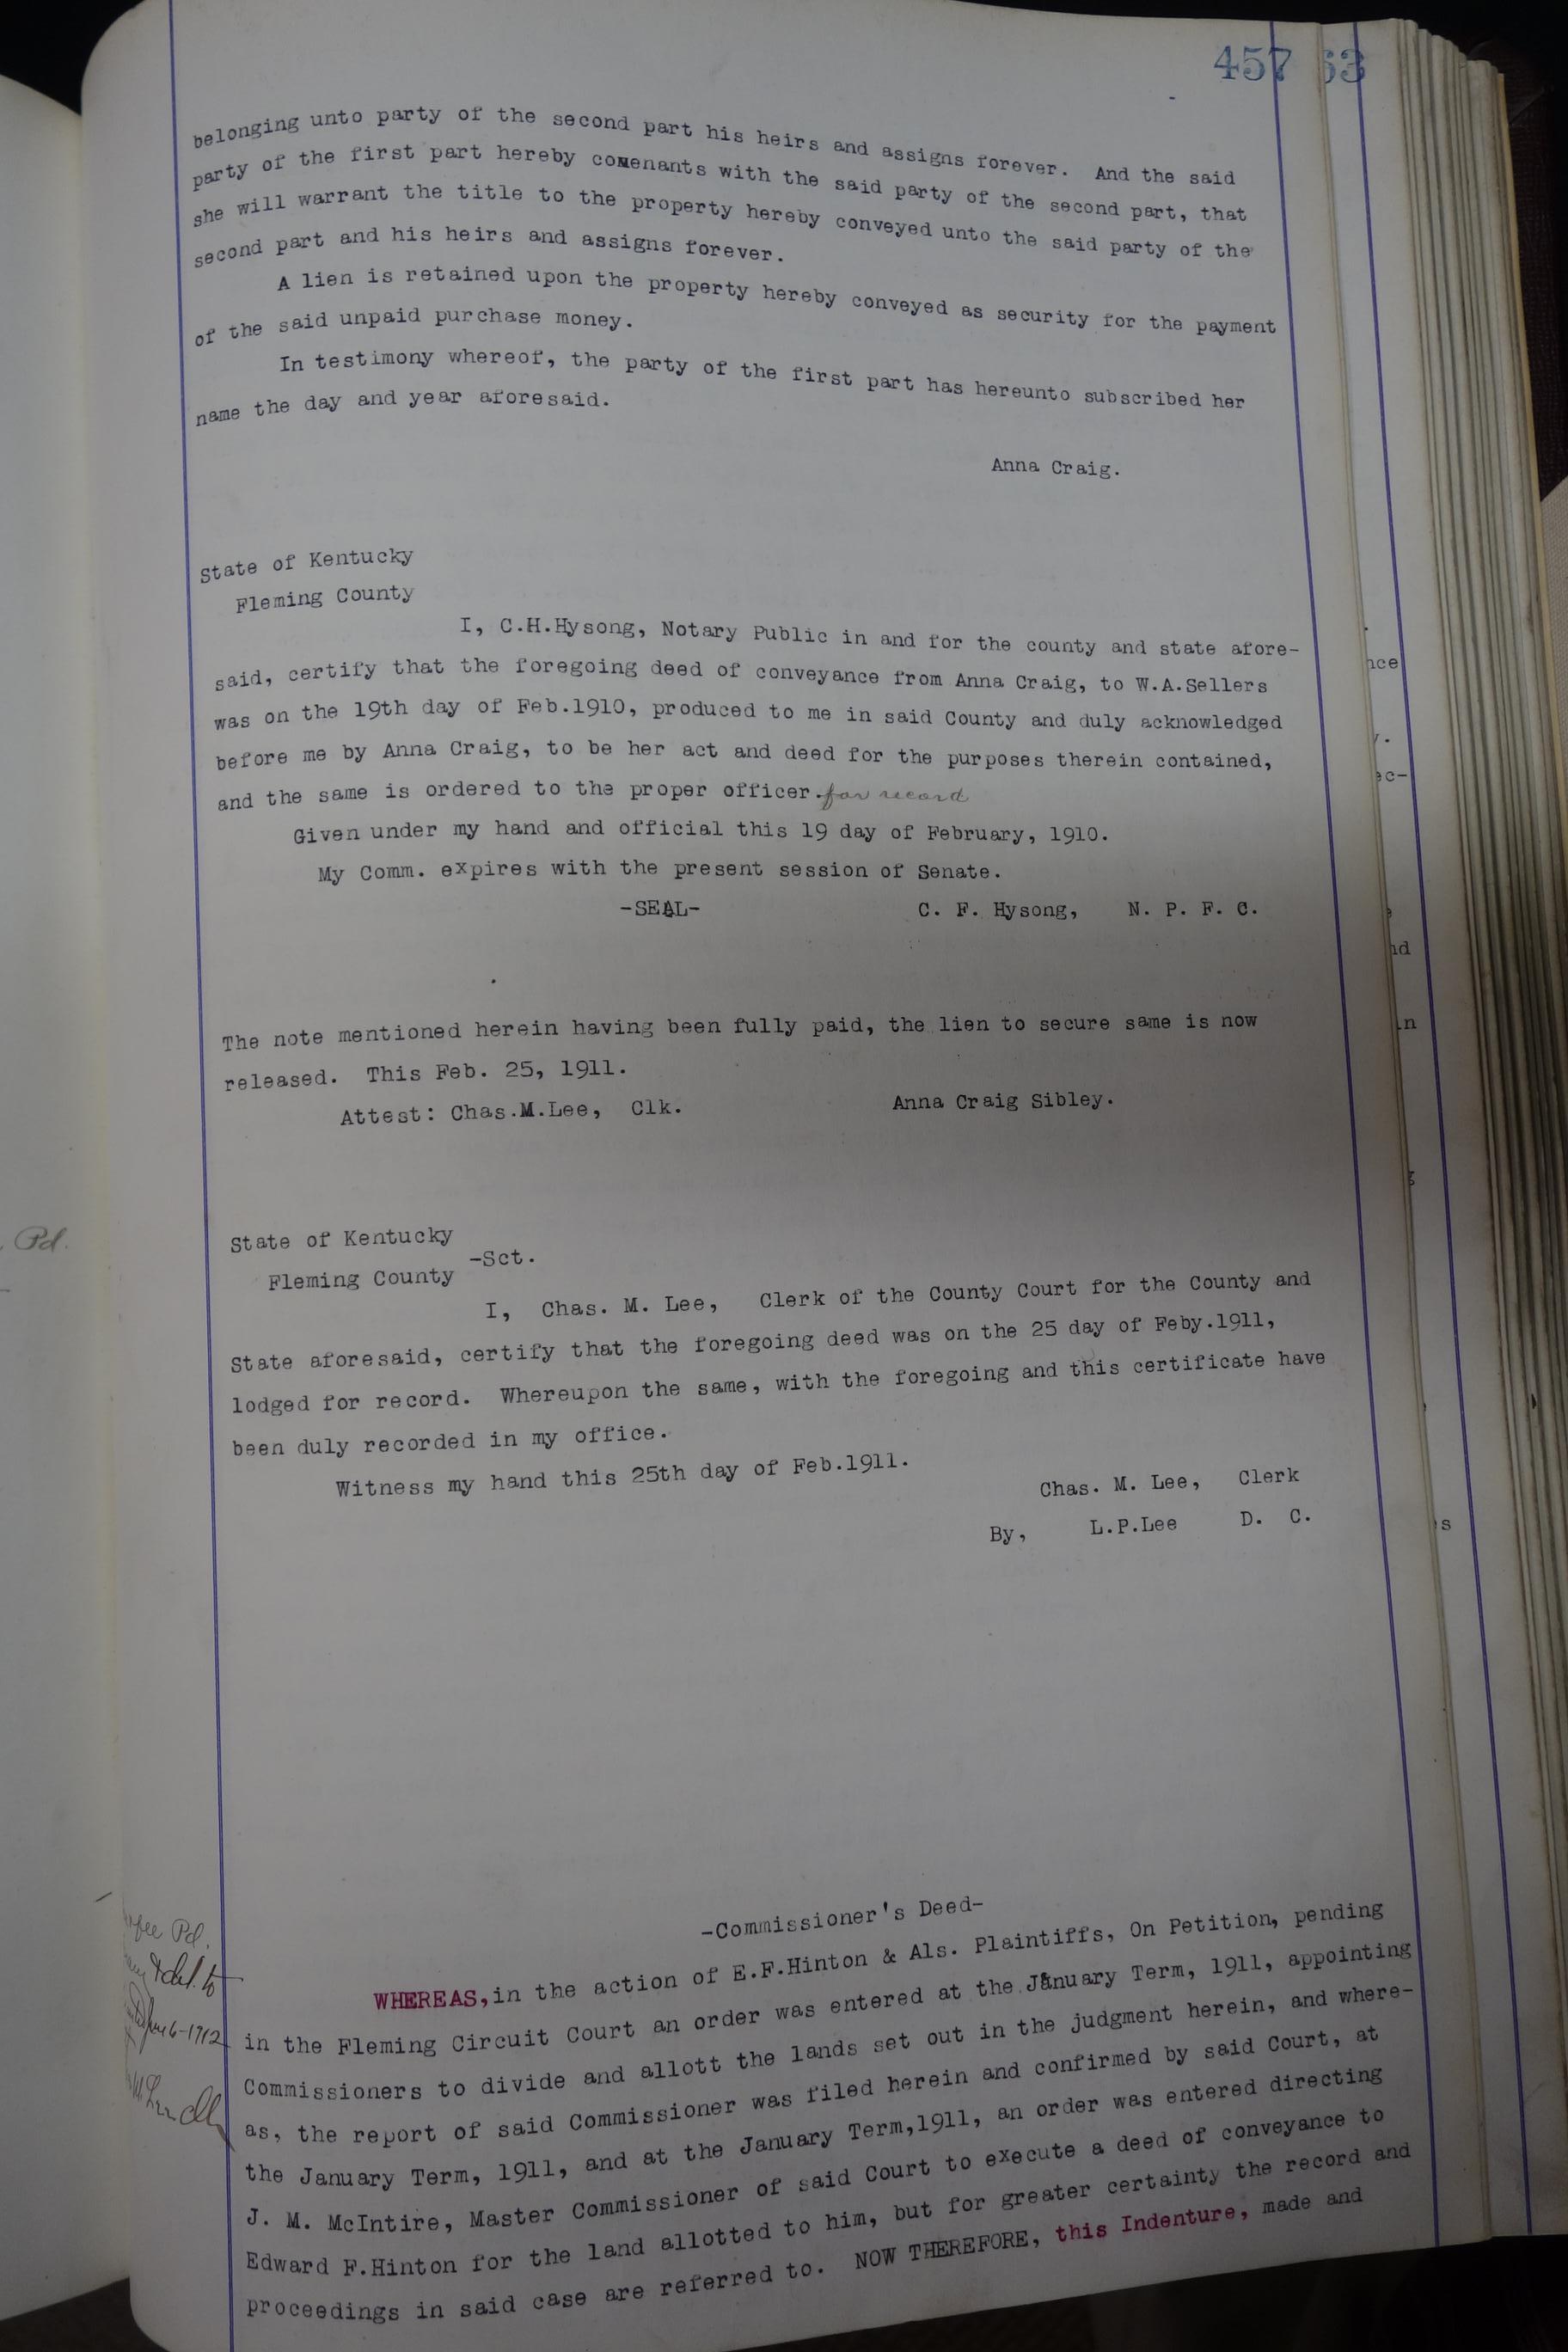 457 63
belonging unto party of the second part his heirs and assigns forever. And the said
party of the first part hereby comenants with the said party of the second part, that
she will warrant the title to the property hereby conveyed unto the said party of the
second part and his heirs and assigns forever.
A lien is retained upon the property hereby conveyed as security for the payment
of the said unpaid purchase money.
In testimony whereof, the party of the first part has hereunto subscribed her
name the day and year aforesaid.
Anna Craig.
State of Kentucky
Fleming County
I, C.H.Hysong, Notary Public in and for the county and state afore-
said, certify that the foregoing deed of conveyance from Anna Craig, to W.A.Sellers
was on the 19th day of Feb.1910, produced to me in said County and duly acknowledged
before me by Anna Craig, to be her act and deed for the purposes therein contained,
and the same is ordered to the proper officer. for record
Given under my hand and official this 19 day of February, 1910.
My Comm. expires with the present session of Senate.
-SEAL- C. F. Hysong, N. P. F. C.
The note mentioned herein having been fully paid, the lien to secure same is now
released. This Feb. 25, 1911.
Attest: Chas.M.Lee, Clk. Anna Craig Sibley.
Pd.
State of Kentucky
-Sct.
Fleming County
I, Chas. M. Lee, Clerk of the County Court for the County and
State aforesaid, certify that the foregoing deed was on the 25 day of Feby.1911,
lodged for record. Whereupon the same, with the foregoing and this certificate have
been duly recorded in my office.
Witness my hand this 25th day of Feb.1911.
Chas. M. Lee, Clerk
By, L.P.Lee D. C.
-Commissioner's Deed-
Pd.
WHEREAS, in the action of E.F.Hinton & Als. Plaintiffs, On Petition, pending
in the Fleming Circuit Court an order was entered at the January Term, 1911, appointing
Commissioners to divide and allott the lands set out in the judgment herein, and where-
as, the report of said Commissioner was filed herein and confirmed by said Court, at
the January Term, 1911, and at the January Term,1911, an order was entered directing
J. M. McIntire, Master Commissioner of said Court to execute a deed of conveyance to
Edward F.Hinton for the land allotted to him, but for greater certainty the record and
proceedings in said case are referred to. NOW THEREFORE, this Indenture, made and